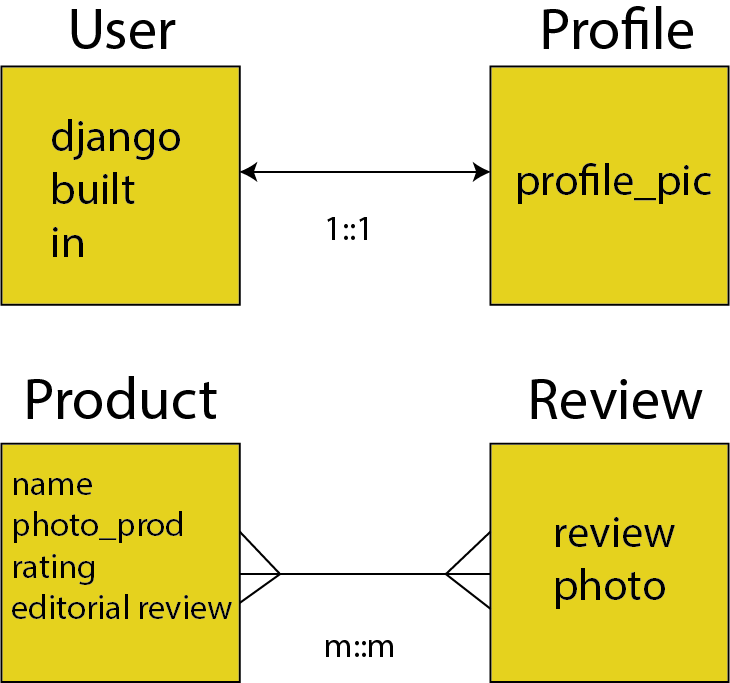 User
Profile
django
built
in
profile_pic
1::1
Product
Review
name
photo_prod
rating
editorial review
review
photo
m::m